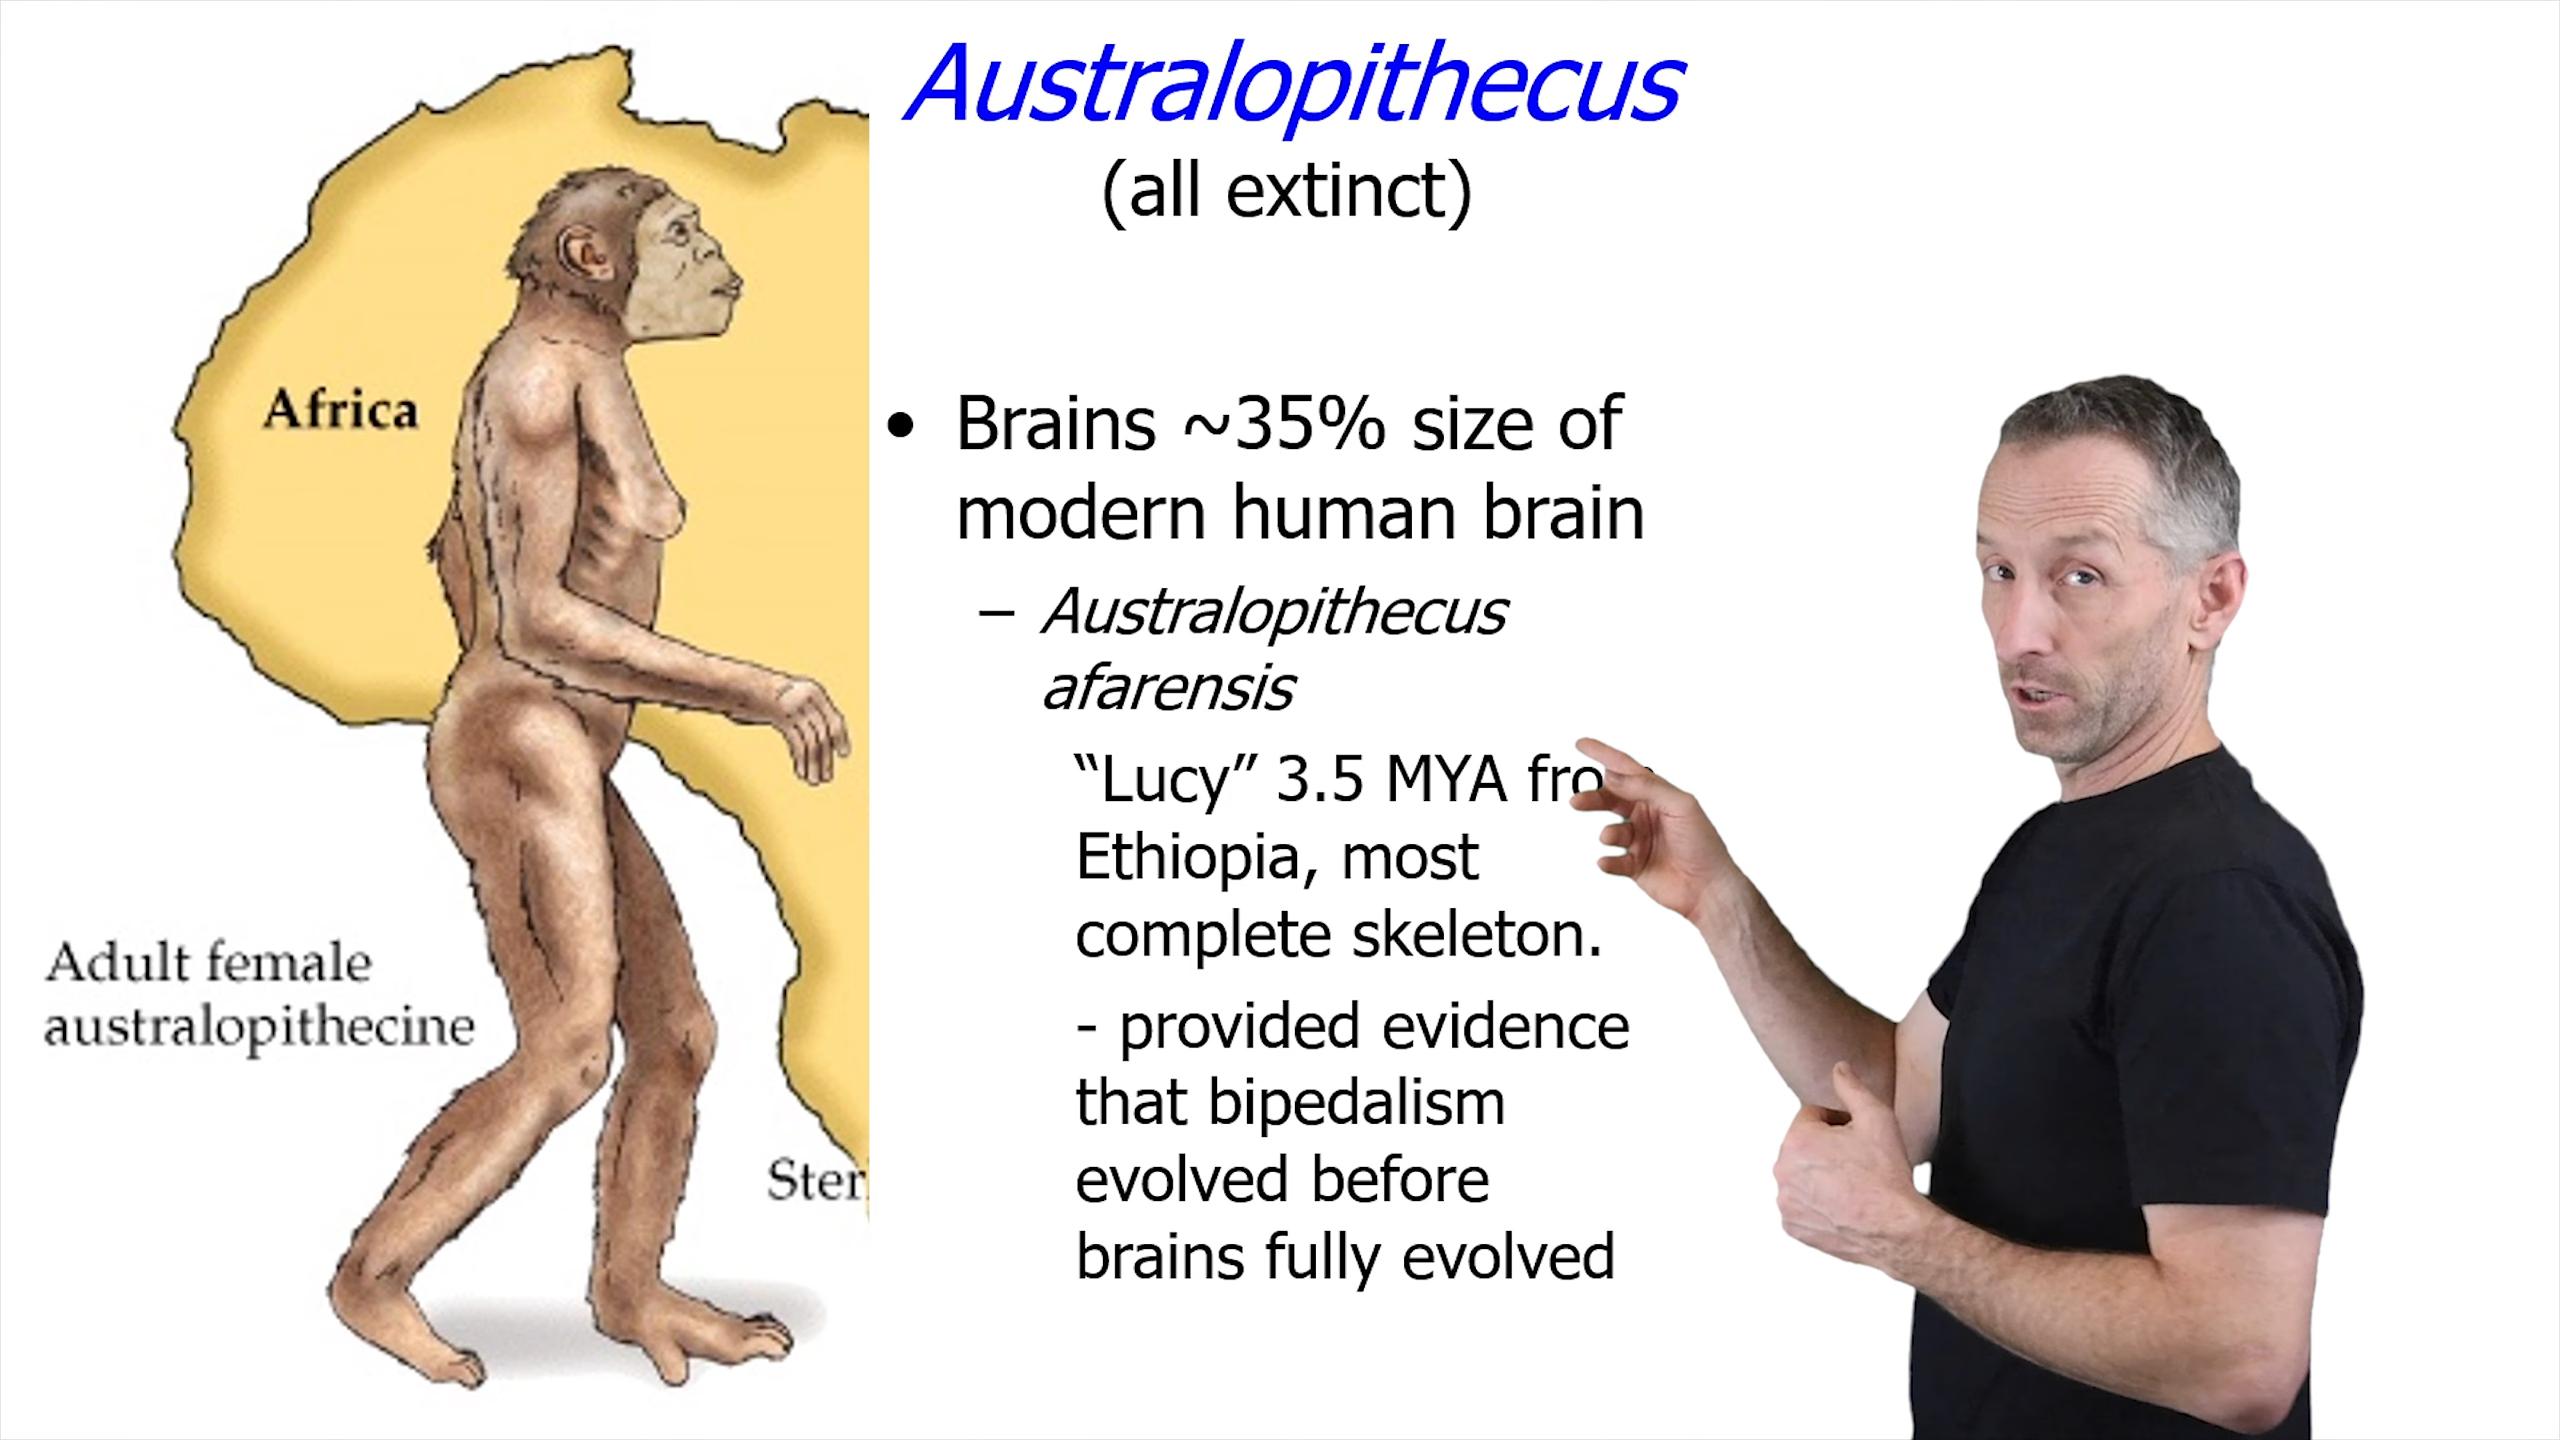 Australopithecus
(all extinct)
Africa
Adult female
australopithecine
Ster
• Brains ~35% size of
modern human brain
– Australopithecus
afarensis
“Lucy” 3.5 MYA
Ethiopia, most
complete skeleton.
- provided evidence
that bipedalism
evolved before
brains fully evolved